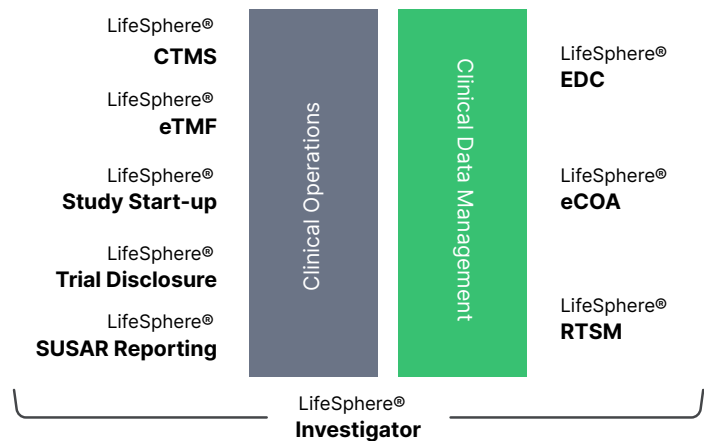 LifeSphere®
CTMS
LifeSphere®
eTMF
LifeSphere®
Study Start-up
LifeSphere®
Trial Disclosure
LifeSphere®
SUSAR Reporting
Clinical Operations
Clinical Data Management
LifeSphere®
EDC
LifeSphere®
eCOA
LifeSphere®
RTSM
LifeSphere®
Investigator